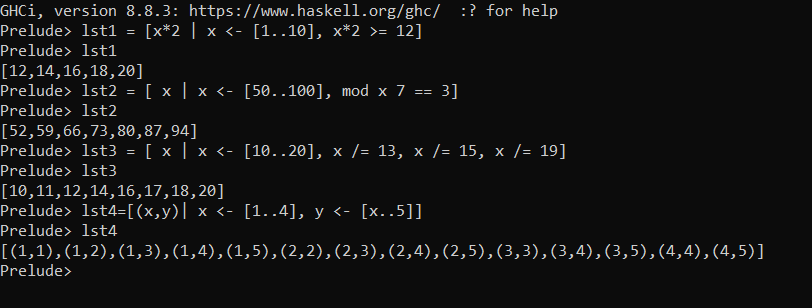 GHCi, version 8.8.3: https://www.haskell.org/ghc/  :? for help
Prelude> lst1 = [x*2 | x <- [1..10], x*2 >= 12]
Prelude> lst1
[12,14,16,18,20]
Prelude> lst2 = [ x | x <- [50..100], mod x 7 == 3]
Prelude> lst2
[52,59,66,73,80,87,94]
Prelude> lst3 = [ x | x <- [10..20], x /= 13, x /= 15, x /= 19]
Prelude> lst3
[10,11,12,14,16,17,18,20]
Prelude> lst4=[(x,y)| x <- [1..4], y <- [x..5]]
Prelude> lst4
[(1,1),(1,2),(1,3),(1,4),(1,5),(2,2),(2,3),(2,4),(2,5),(3,3),(3,4),(3,5),(4,4),(4,5)]
Prelude>